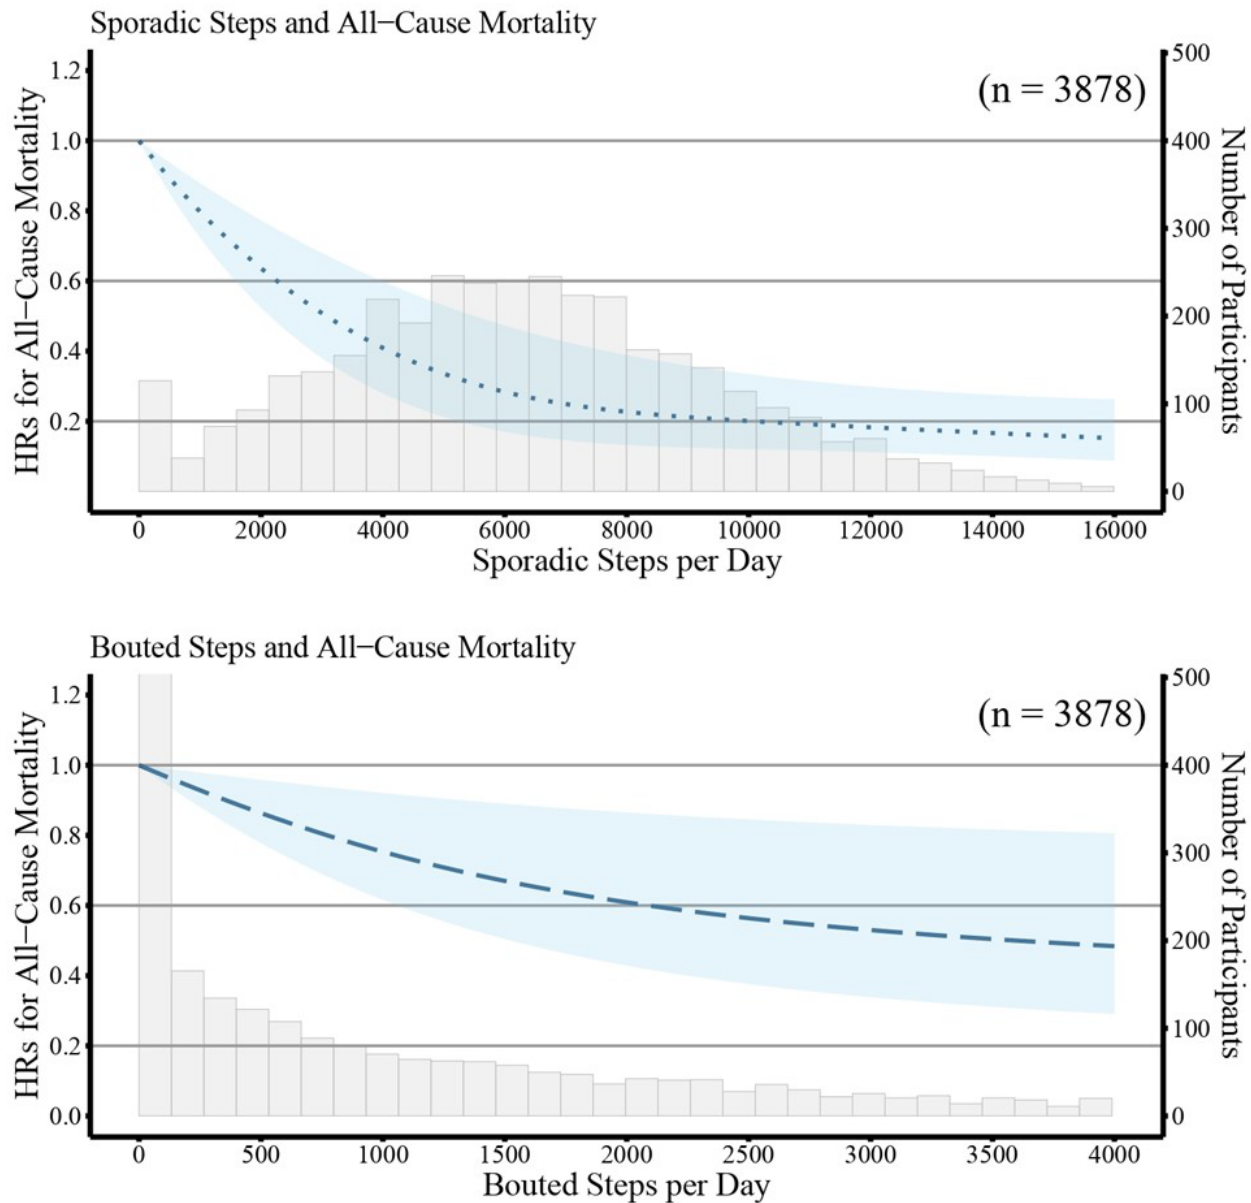 Sporadic Steps and All−Cause Mortality
(n = 3878)
HRs for All−Cause Mortality
1.2
1.0
0.8
0.6
0.4
0.2
500
400
300
200
100
0
Number of Participants
0 2000 4000 6000 8000 10000 12000 14000 16000
Sporadic Steps per Day
Bouted Steps and All−Cause Mortality
(n = 3878)
HRs for All−Cause Mortality
1.2
1.0
0.8
0.6
0.4
0.2
0.0
500
400
300
200
100
0
Number of Participants
0 500 1000 1500 2000 2500 3000 3500 4000
Bouted Steps per Day